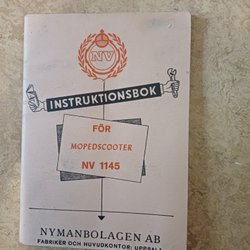 NV
INSTRUKTIONSBOK
FÖR
MOPEDSCOOTER
NV 1145
NYMANBOLAGEN AB
FABRIKER OCH HUVUDKONTOR: UPPSALA